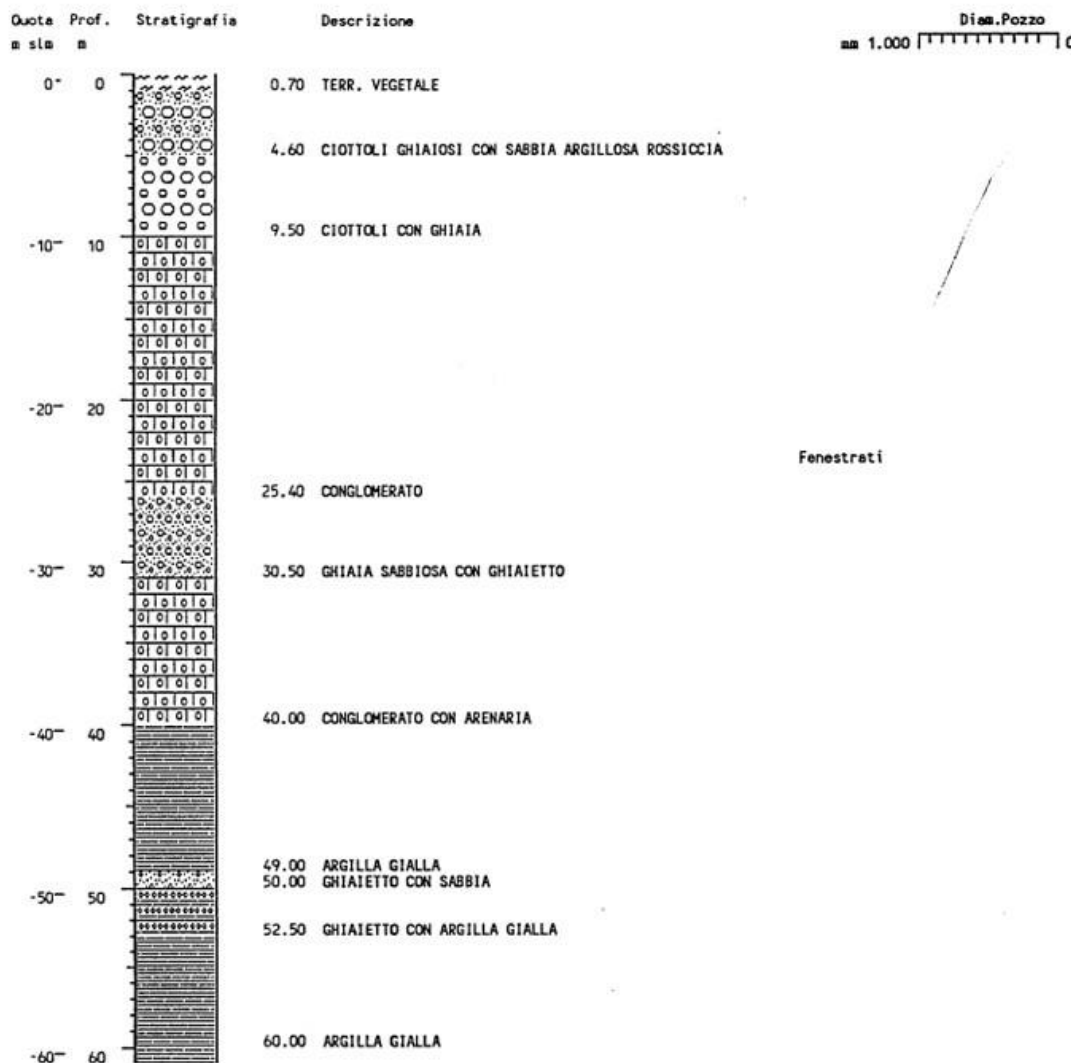 Quota Prof. Stratigrafia Descrizione Diam.Pozzo
m slm m mm 1.000 0
0 0 0.70 TERR. VEGETALE
4.60 CIOTTOLI GHIAIOSI CON SABBIA ARGILLOSA ROSSICCIA
9.50 CIOTTOLI CON GHIAIA
-10 10
-20 20
Fenestrati
25.40 CONGLOMERATO
-30 30 30.50 GHIAIA SABBIOSA CON GHIAIETTO
40.00 CONGLOMERATO CON ARENARIA
-40 40
49.00 ARGILLA GIALLA
50.00 GHIAIETTO CON SABBIA
-50 50
52.50 GHIAIETTO CON ARGILLA GIALLA
60.00 ARGILLA GIALLA
-60 60